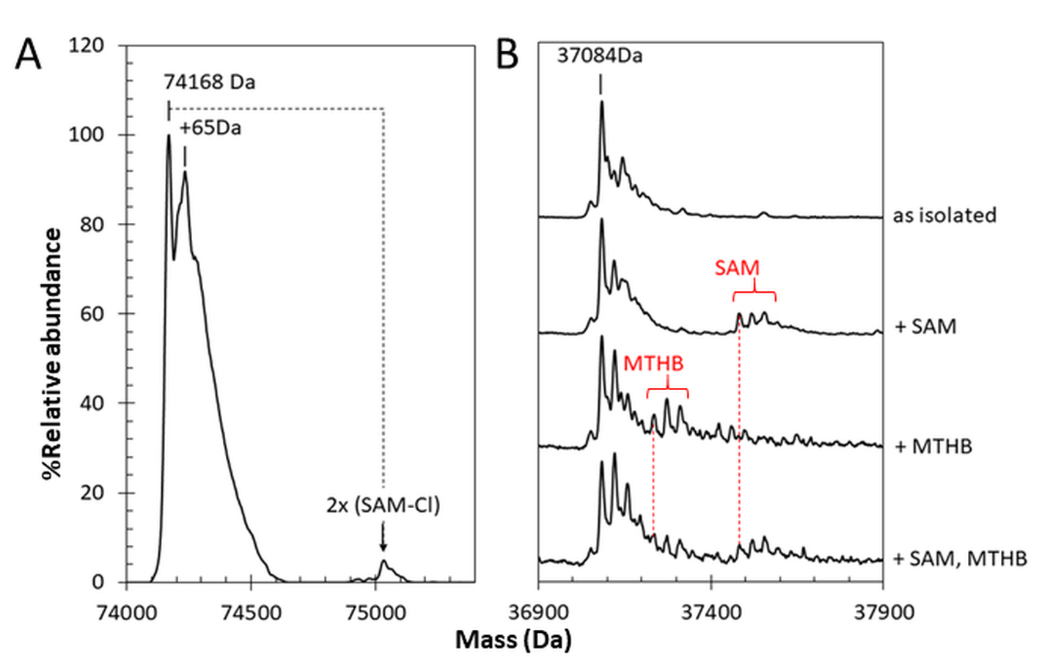 A
120
100
80
60
40
20
0
%Relative abundance
74168 Da
+65Da
2x (SAM-Cl)
74000
74500
75000
B
37084Da
as isolated
SAM
+ SAM
MTHB
+ MTHB
+ SAM, MTHB
36900
37400
37900
Mass (Da)